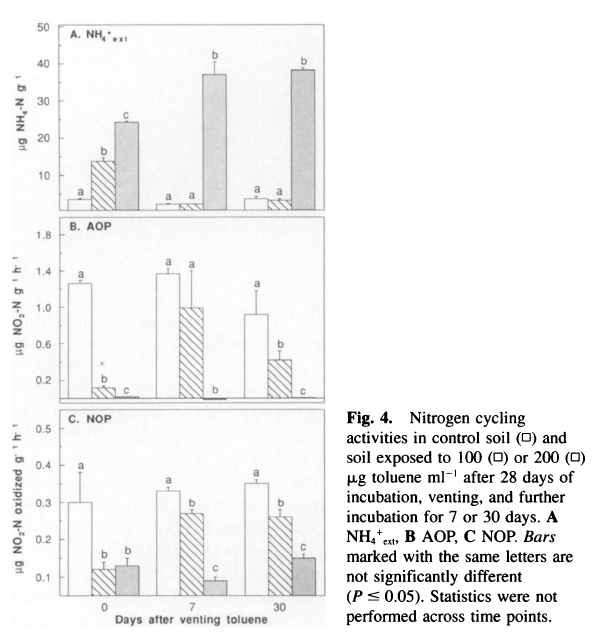 A. NH₄⁺ext
µg NH₄-N g⁻¹
50
40
30
20
10
a
b
c
a
a
b
a
a
b
B. AOP
µg NO₂-N g⁻¹ h⁻¹
1.8
1.4
1.0
0.6
0.2
a
b
c
a
a
b
a
b
c
C. NOP
µg NO₂-N oxidized g⁻¹ h⁻¹
0.5
0.4
0.3
0.2
0.1
a
b
b
a
b
c
a
b
c
0
7
30
Days after venting toluene
Fig. 4. Nitrogen cycling
activities in control soil (□) and
soil exposed to 100 (□) or 200 (□)
µg toluene ml⁻¹ after 28 days of
incubation, venting, and further
incubation for 7 or 30 days. A
NH₄⁺ext, B AOP, C NOP. Bars
marked with the same letters are
not significantly different
(P ≤ 0.05). Statistics were not
performed across time points.